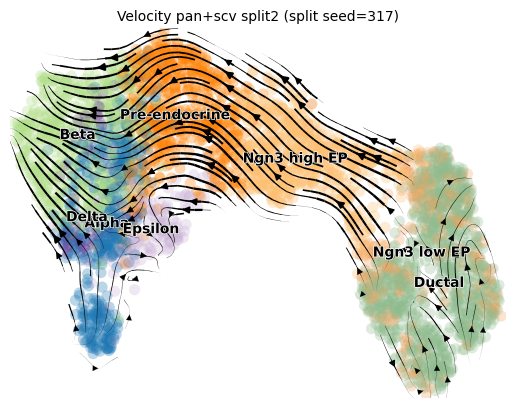 Velocity pan+scv split2 (split seed=317)
Pre-endocrine
Beta
Ngn3 high EP
Delta
Alpha
Epsilon
Ngn3 low EP
Ductal